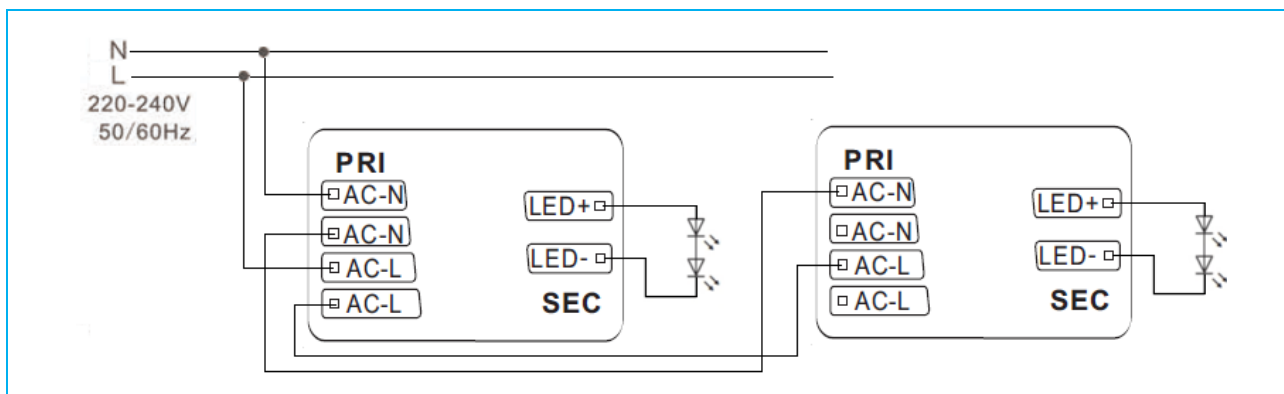 N
L
220-240V
50/60Hz
PRI
AC-N
AC-N
AC-L
AC-L
LED+
LED-
SEC
PRI
AC-N
AC-N
AC-L
AC-L
LED+
LED-
SEC